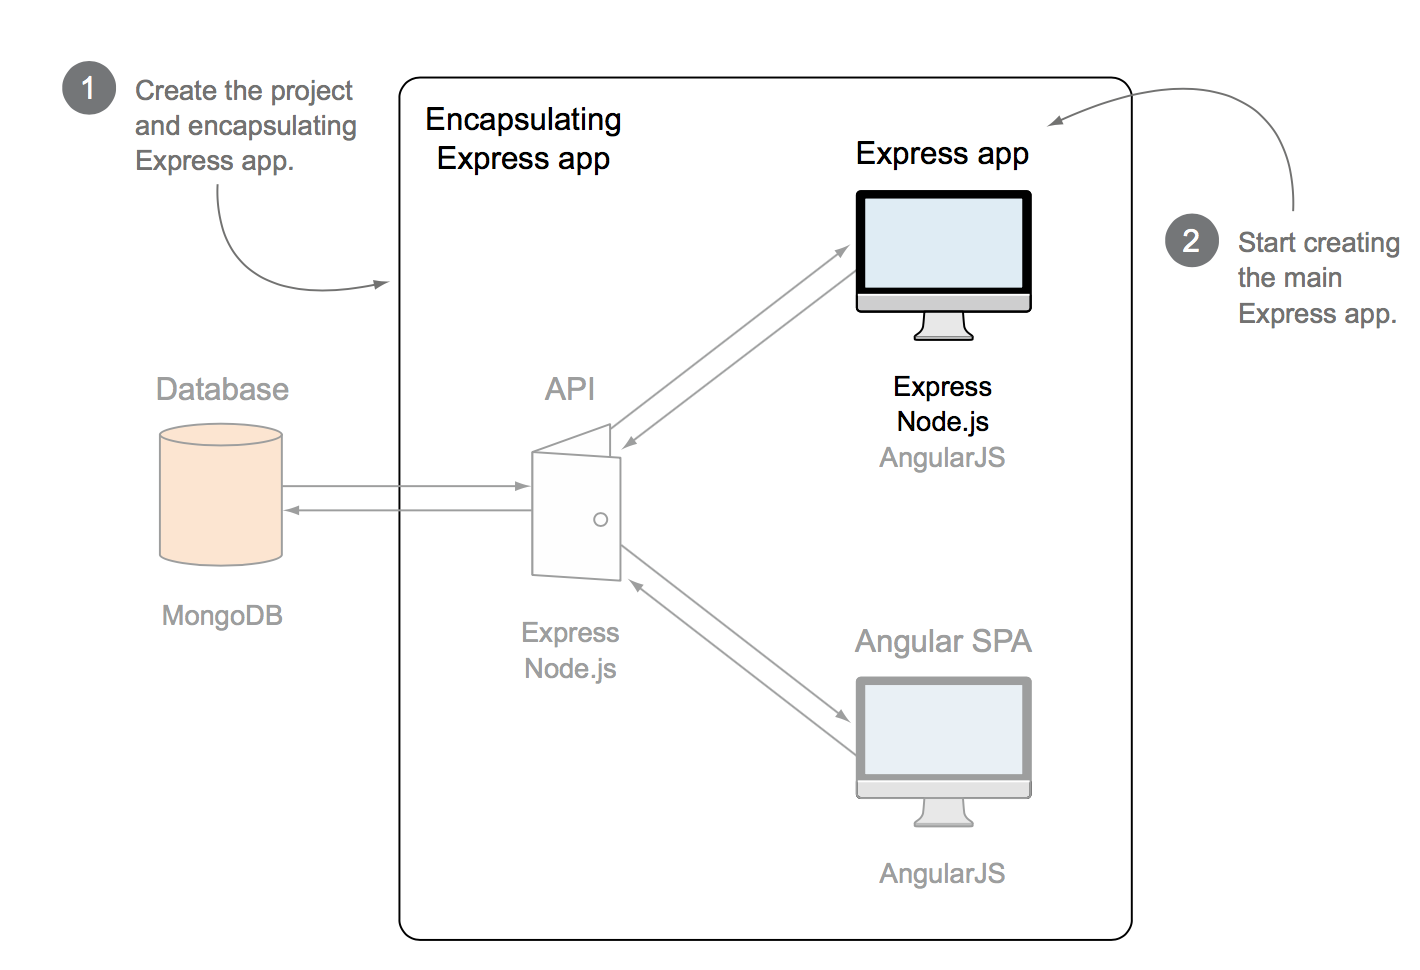 1
Create the project
and encapsulating
Express app.
Encapsulating
Express app
Express app
2
Start creating
the main
Express app.
Express
Node.js
AngularJS
Database
MongoDB
API
Express
Node.js
Angular SPA
AngularJS